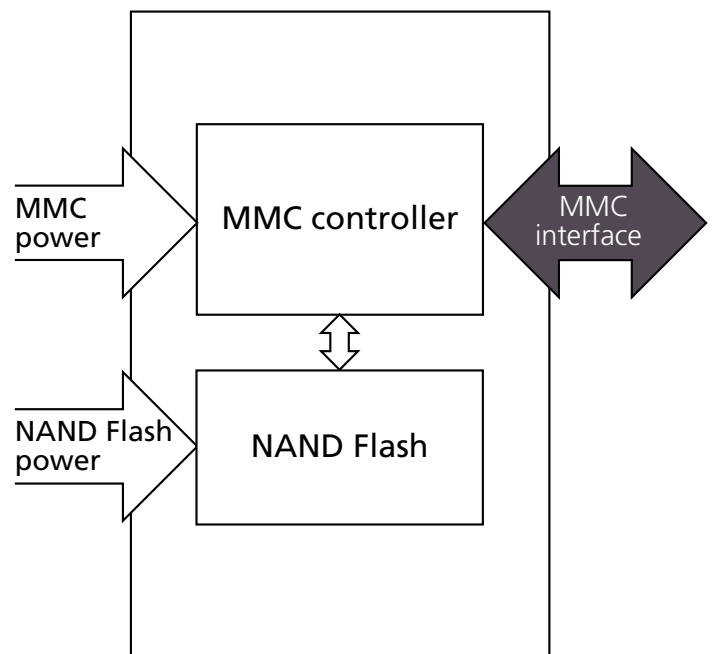 MMC
power
MMC controller
MMC
interface
NAND Flash
power
NAND Flash